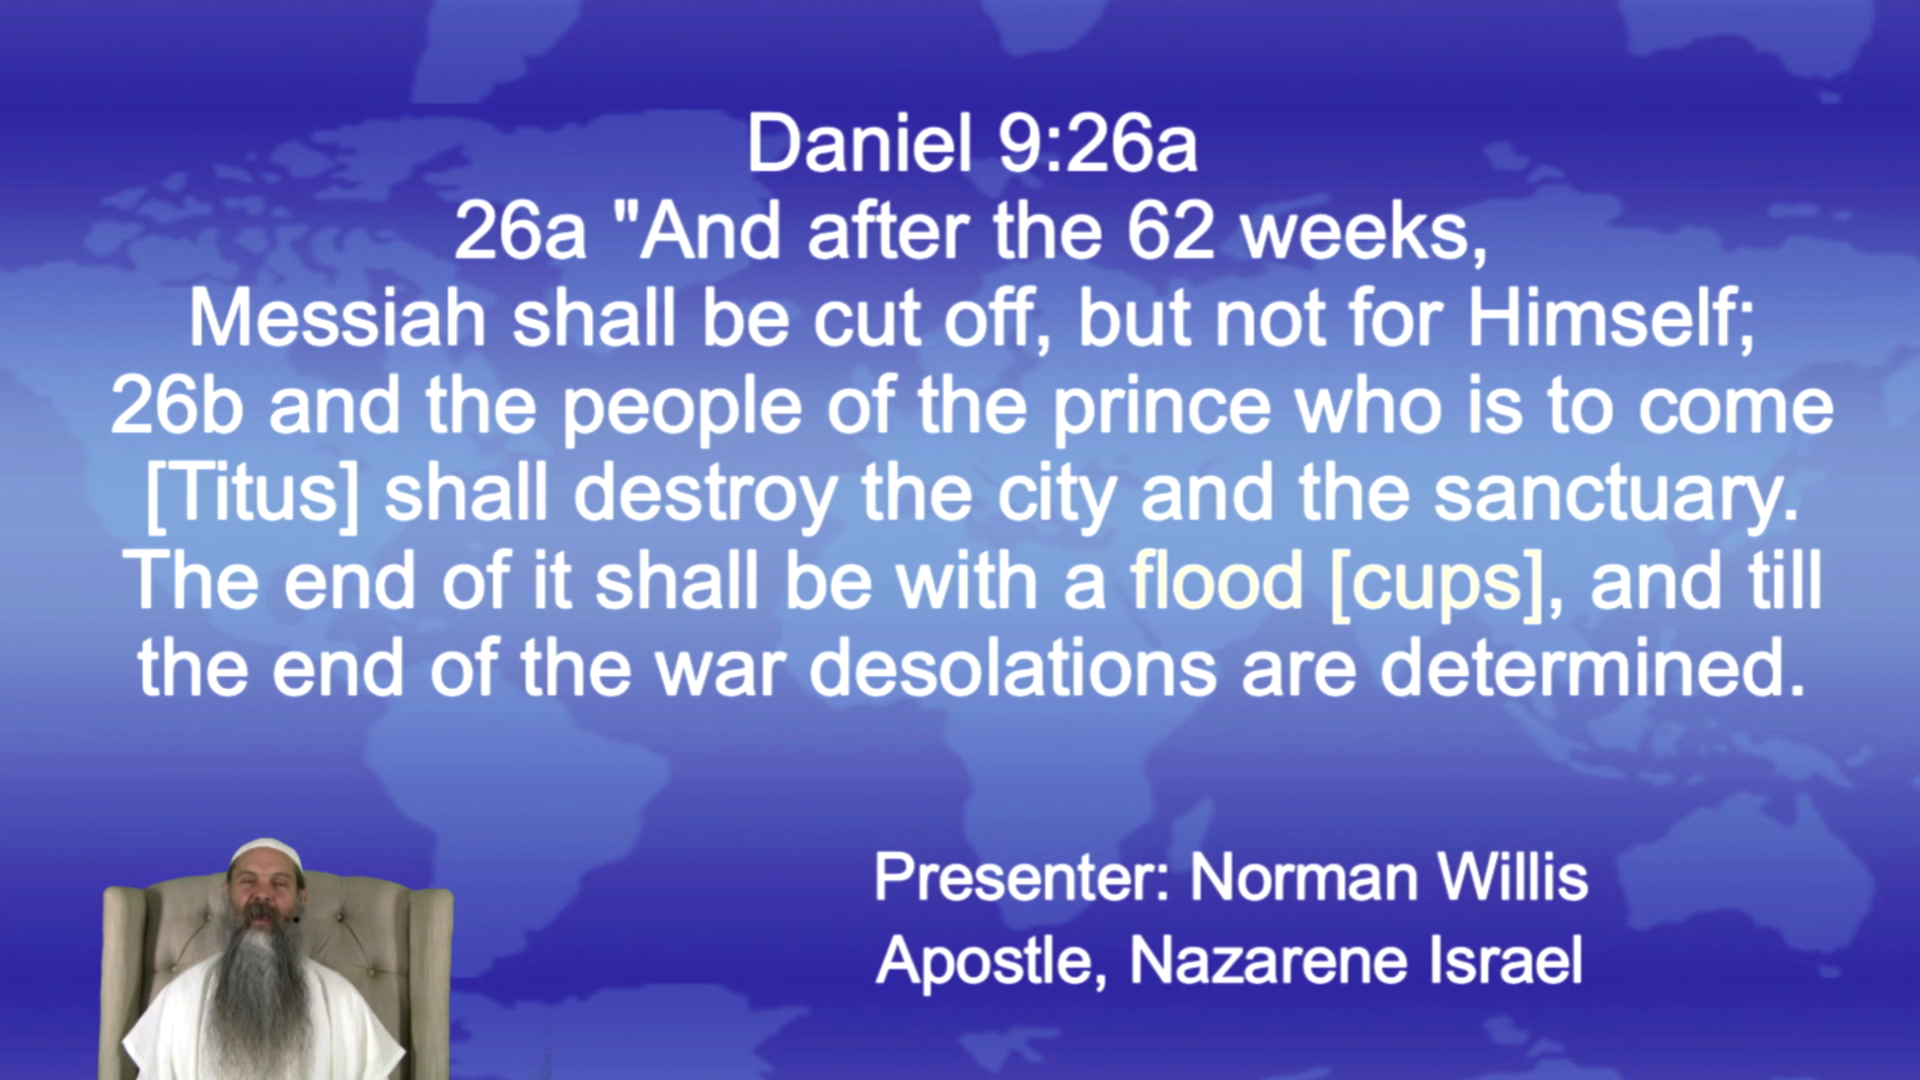 Daniel 9:26a
26a "And after the 62 weeks,
Messiah shall be cut off, but not for Himself;
26b and the people of the prince who is to come
[Titus] shall destroy the city and the sanctuary.
The end of it shall be with a flood [cups], and till
the end of the war desolations are determined.
Presenter: Norman Willis
Apostle, Nazarene Israel